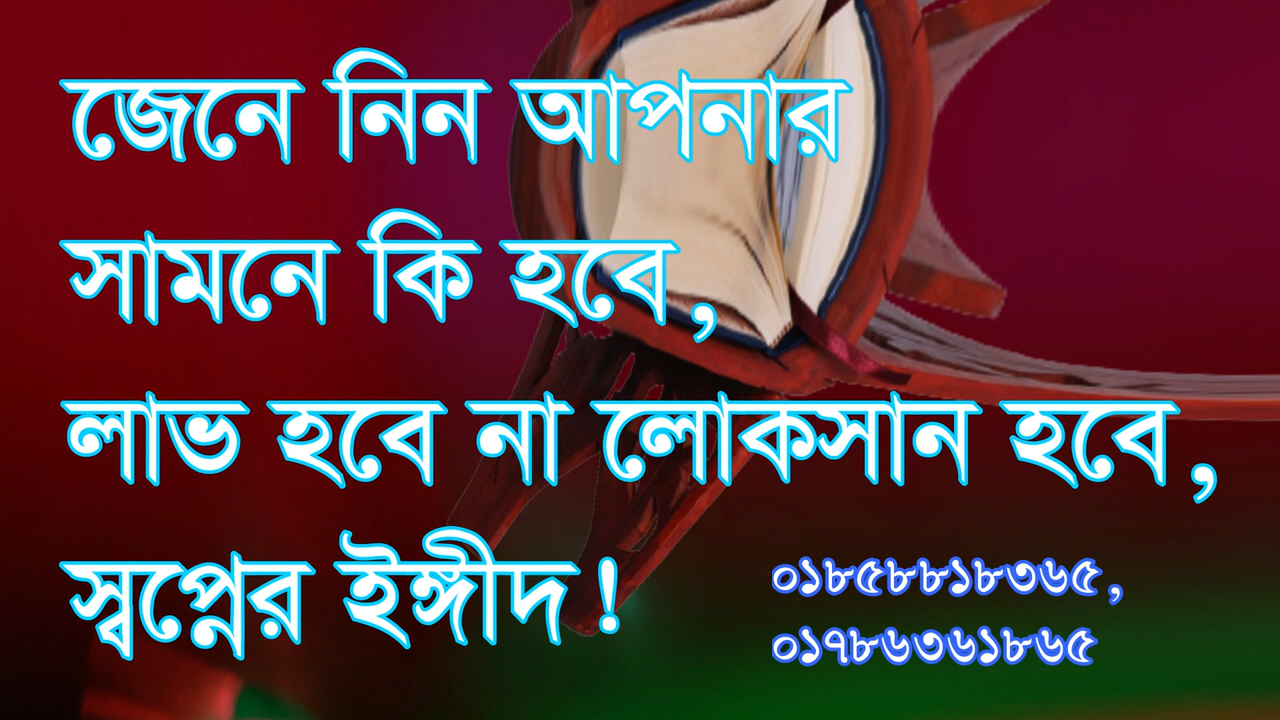 জেনে নিন আপনার
সামনে কি হবে,
লাভ হবে না লোকসান হবে,
স্বপ্নের ইঙ্গীদ!
০১৮৫৮৮১৮৩৬৫,
০১৭৮৬৩৬১৮৬৫